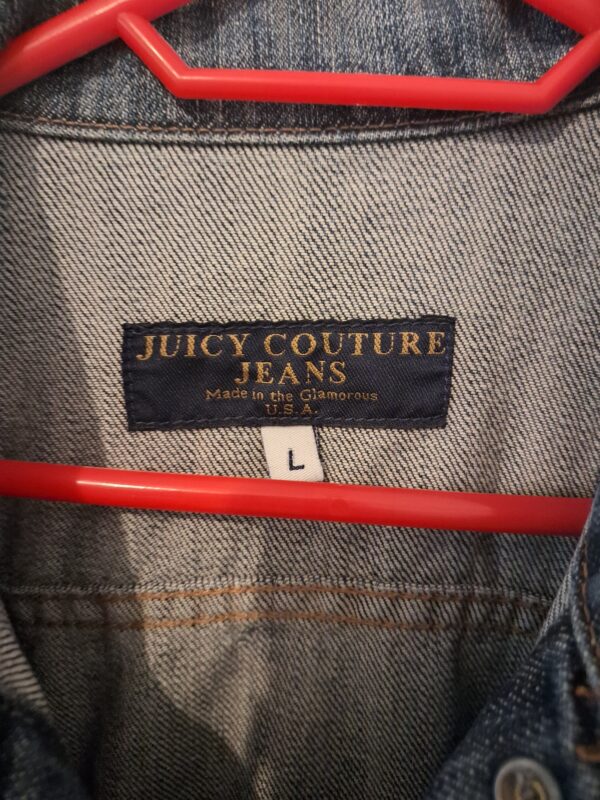 JUICY COUTURE
JEANS
Made in the Glamorous
U.S.A.
L